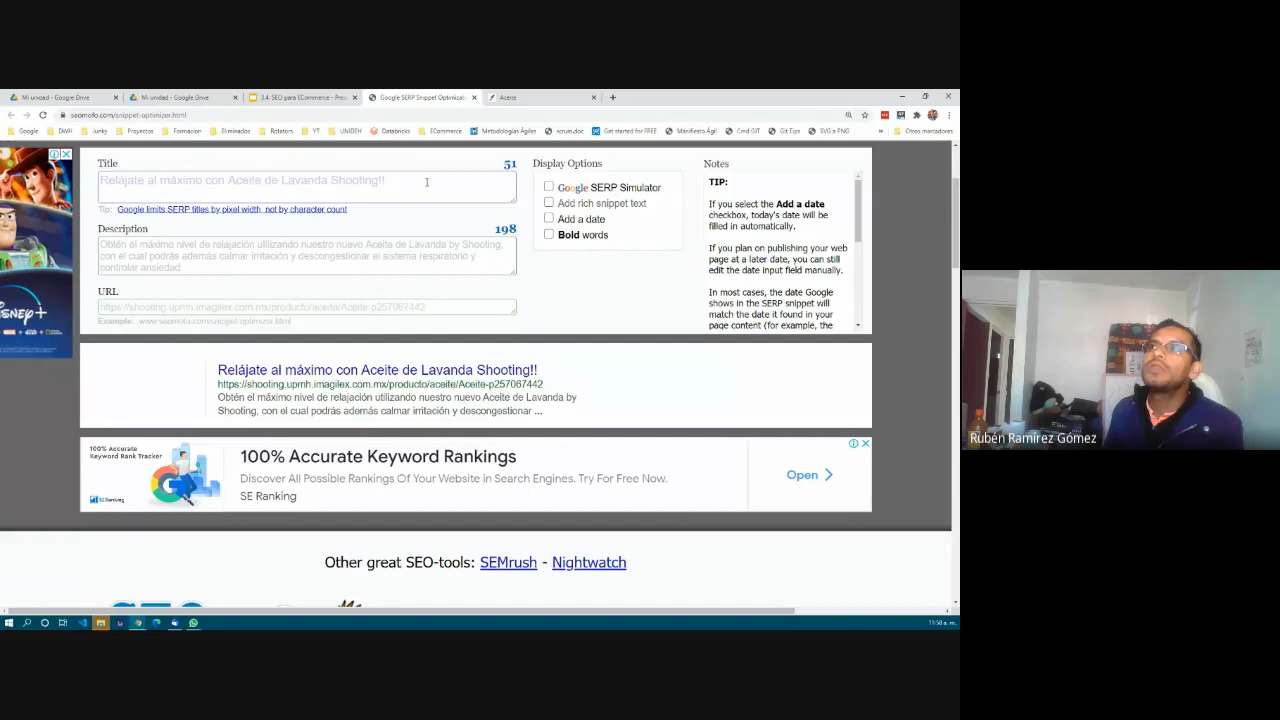 Mi unidad - Google Drive
Mi unidad - Google Drive
3.4. SEO para ECommerce - Pres
Google SERP Snippet Optimizat
Aceite
seomofo.com/snippet-optimizer.html
Google
DWH
Junky
Proyectos
Formacion
Eliminados
Rotators
YT
UNIDEH
Databricks
ECommerce
Metodologías Ágiles
scrum.doc
Get started for FREE
Manifiesto Ágil
Cmd GIT
Git Tips
SVG a PNG
»
Otros marcadores
Title
51
Relájate al máximo con Aceite de Lavanda Shooting!!
Tip: Google limits SERP titles by pixel width, not by character count
Description
198
Obtén el máximo nivel de relajación utilizando nuestro nuevo Aceite de Lavanda by Shooting,
con el cual podrás además calmar irritación y descongestionar el sistema respiratorio y
controlar ansiedad
URL
https://shooting.upmh.imagilex.com.mx/producto/aceite/Aceite-p257067442
Example: www.seomofo.com/snippet-optimizer.html
Display Options
Google SERP Simulator
Add rich snippet text
Add a date
Bold words
Notes
TIP:
If you select the Add a date
checkbox, today's date will be
filled in automatically.
If you plan on publishing your web
page at a later date, you can still
edit the date input field manually.
In most cases, the date Google
shows in the SERP snippet will
match the date it found in your
page content (for example, the
DISNEY+
Relájate al máximo con Aceite de Lavanda Shooting!!
https://shooting.upmh.imagilex.com.mx/producto/aceite/Aceite-p257067442
Obtén el máximo nivel de relajación utilizando nuestro nuevo Aceite de Lavanda by
Shooting, con el cual podrás además calmar irritación y descongestionar ...
100% Accurate
Keyword Rank Tracker
SE Ranking
100% Accurate Keyword Rankings
Discover All Possible Rankings Of Your Website in Search Engines. Try For Free Now.
SE Ranking
Open
Other great SEO-tools: SEMrush - Nightwatch
11:58 a. m.
Rubén Ramírez Gómez